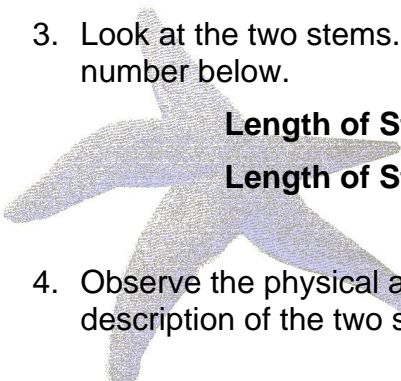 3. Look at the two stems.
number below.
Length of S
Length of S
4. Observe the physical a
description of the two s